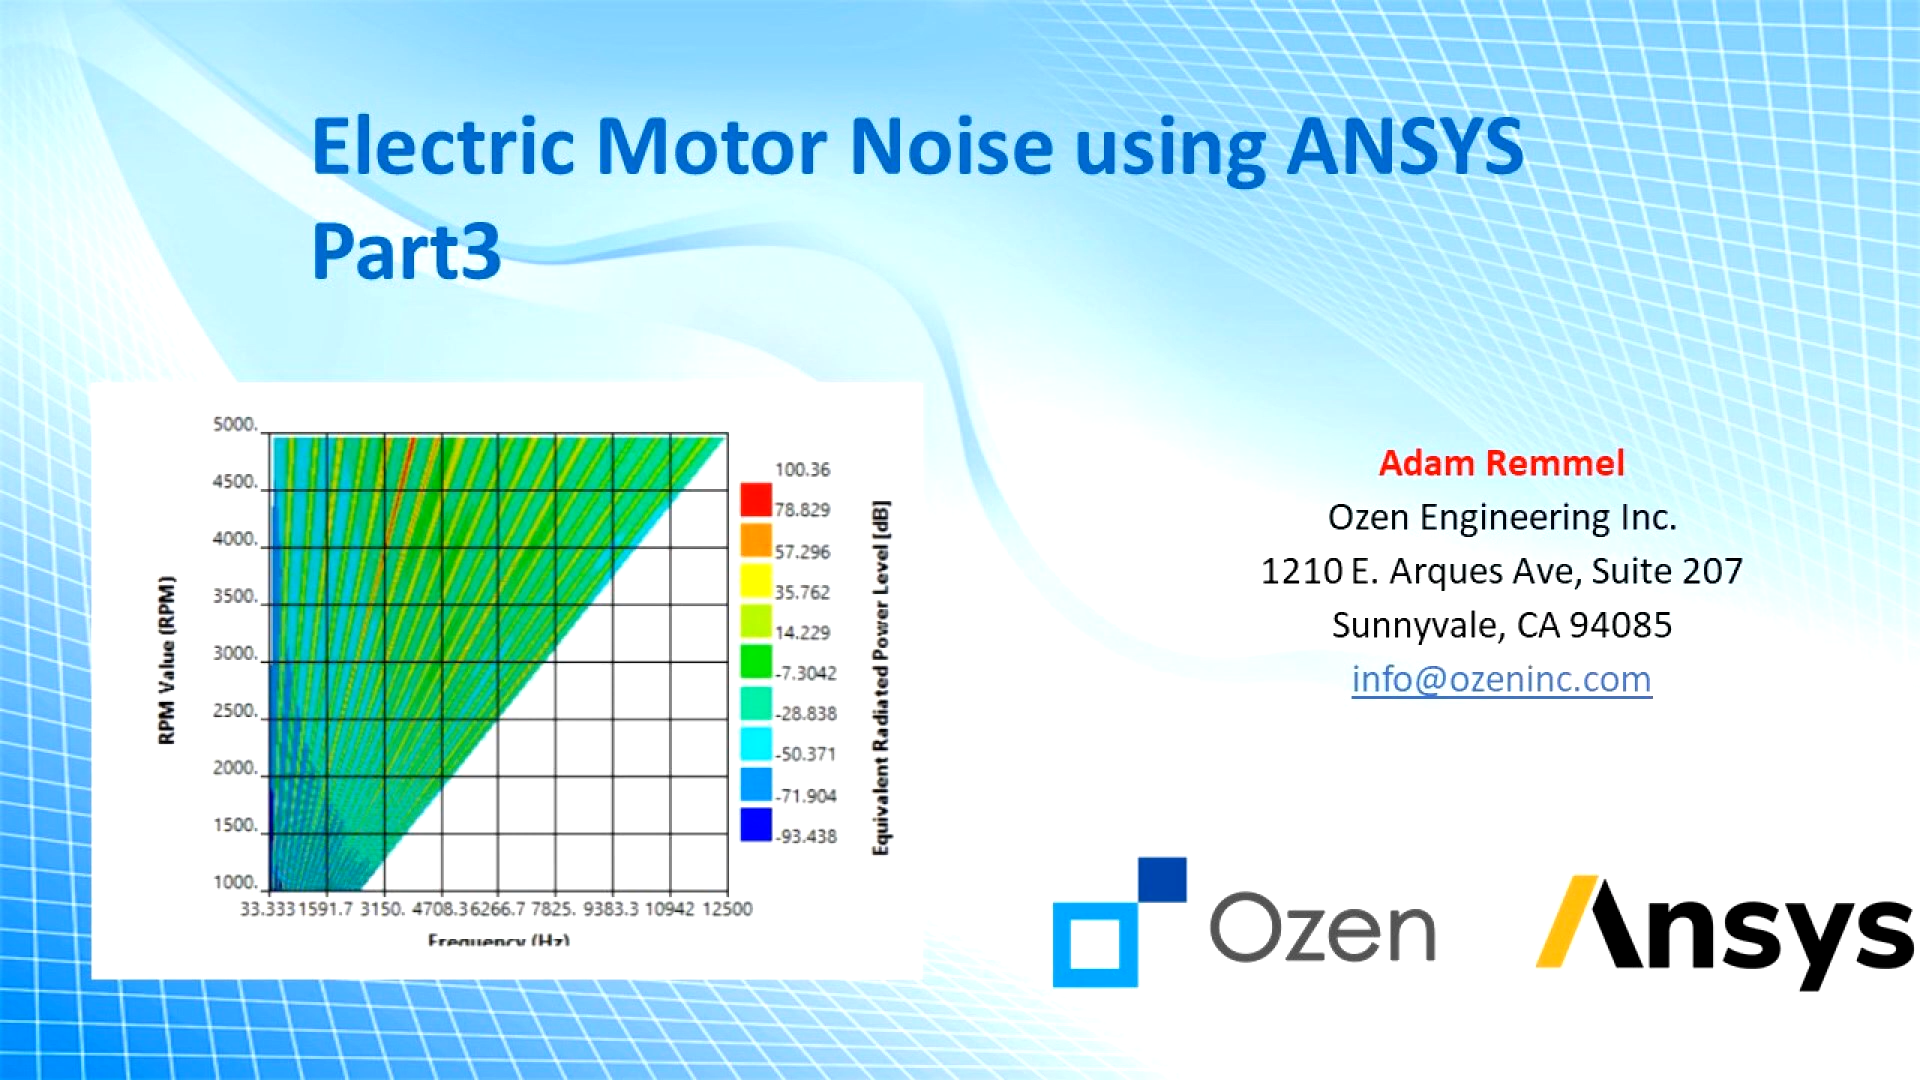 Electric Motor Noise using ANSYS
Part3
5000.
4500.
4000.
3500.
3000.
2500.
2000.
1500.
1000.
RPM Value (RPM)
33.333 1591.7 3150. 4708.3 6266.7 7825. 9383.3 10942 12500
Frequency (Hz)
100.36
78.829
57.296
35.762
14.229
-7.3042
-28.838
-50.371
-71.904
-93.438
Equivalent Radiated Power Level [dB]
Adam Remmel
Ozen Engineering Inc.
1210 E. Arques Ave, Suite 207
Sunnyvale, CA 94085
info@ozeninc.com
Ozen
Ansys